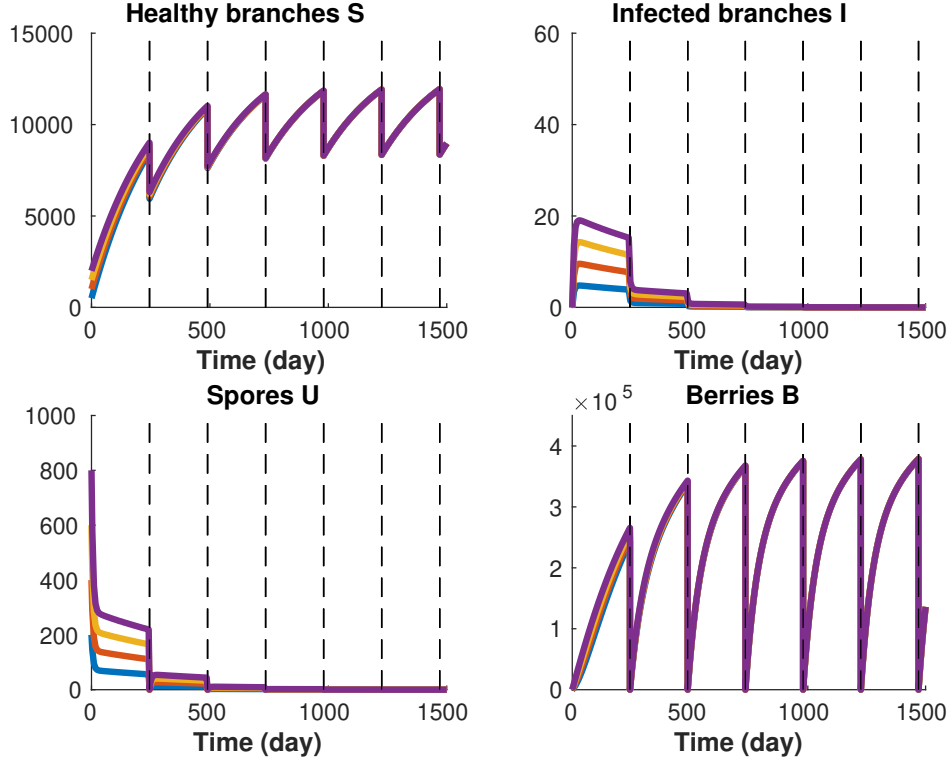 Healthy branches S
15000
10000
5000
0
0 500 1000 1500
Time (day)
Infected branches I
60
40
20
0
0 500 1000 1500
Time (day)
Spores U
1000
800
600
400
200
0
0 500 1000 1500
Time (day)
Berries B
×10 5
4
3
2
1
0
0 500 1000 1500
Time (day)